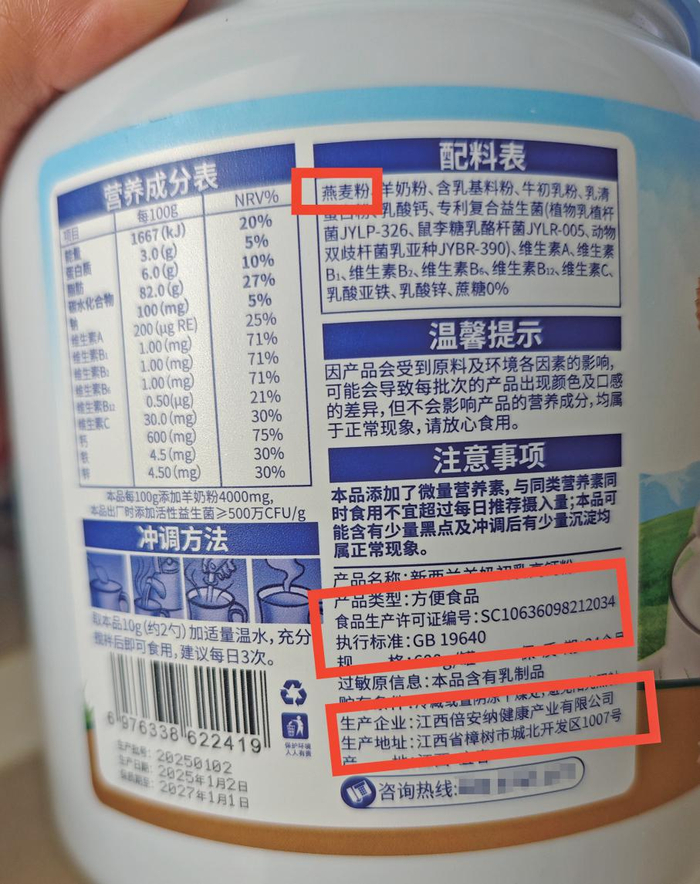 营养成分表
项目 每100g NRV%
能量 1667(kJ) 20%
蛋白质 3.0(g) 5%
脂肪 6.0(g) 10%
碳水化合物 82.0(g) 27%
钠 100(mg) 5%
维生素A 200(μg RE) 25%
维生素B₁ 1.00(mg) 71%
维生素B₂ 1.00(mg) 71%
维生素B₆ 1.00(mg) 71%
维生素B₁₂ 0.50(μg) 21%
维生素C 30.0(mg) 30%
钙 600(mg) 75%
铁 4.5(mg) 30%
锌 4.50(mg) 30%
本品每100g添加羊奶粉4000mg,
本品出厂时添加活性益生菌≥500万CFU/g
冲调方法
取本品10g(约2勺)加适量温水,充分
搅拌后即可食用,建议每日3次。
6 976338 622419
保护环境
人人有责
生产批号: 20250102
生产日期: 2025年1月2日
保质期至: 2027年1月1日
配料表
燕麦粉、羊奶粉、含乳基料粉、牛初乳粉、乳清
蛋白粉、乳酸钙、专利复合益生菌(植物乳植杆
菌JYLP-326、鼠李糖乳酪杆菌JYLR-005、动物
双歧杆菌乳亚种JYBR-390)、维生素A、维生素
B₁、维生素B₂、维生素B₆、维生素B₁₂、维生素C、
乳酸亚铁、乳酸锌、蔗糖0%
温馨提示
因产品会受到原料及环境各因素的影响,
可能会导致每批次的产品出现颜色及口感
的差异,但不会影响产品的营养成分,均属
于正常现象,请放心食用。
注意事项
本品添加了微量营养素,与同类营养素同
时食用不宜超过每日推荐摄入量;本品可
能含有少量黑点及冲调后有少量沉淀均
属正常现象。
产品名称:新西兰羊奶初乳高钙粉
产品类型:方便食品
食品生产许可证编号:SC10636098212034
执行标准:GB 19640
规 格:
过敏原信息:本品含有乳制品
生产企业:江西倍安纳健康产业有限公司
生产地址:江西省樟树市城北开发区1007号
产 地:江西
咨询热线: